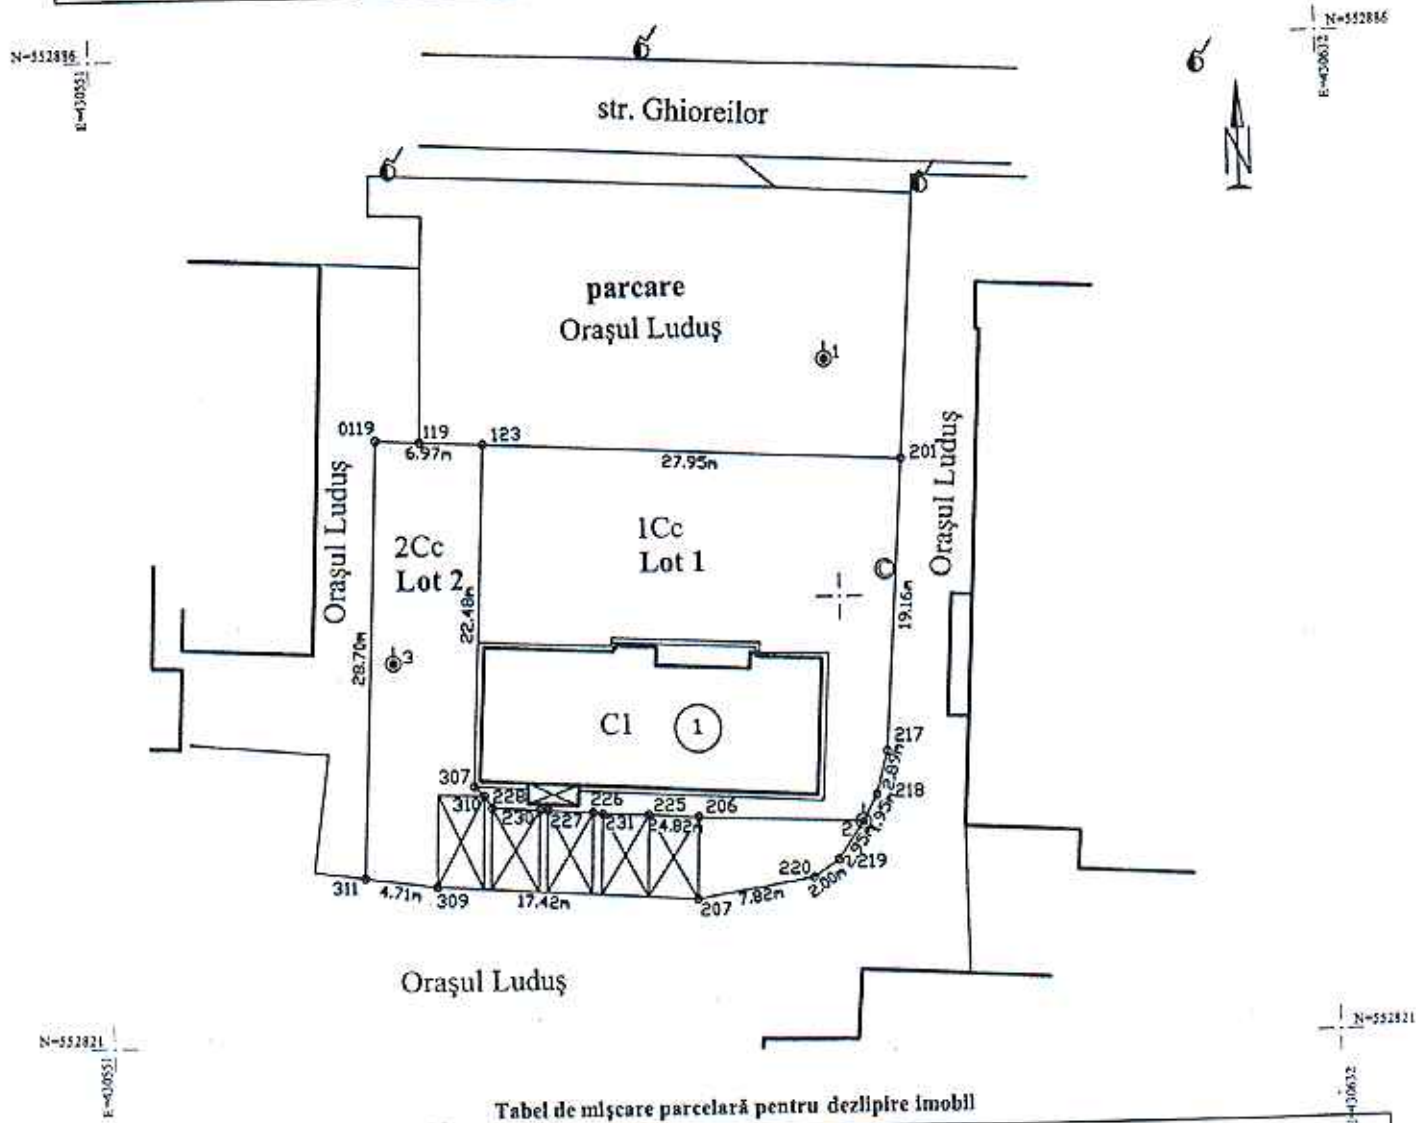 N=552886
N=552886
E=430551
E=430632
str. Ghioreilor
N
parcare
Orașul Luduș
1
0119
119
123
6.97m
27.95m
201
Orașul Luduș
Orașul Luduș
2Cc
Lot 2
1Cc
Lot 1
22.48m
19.16m
28.70m
3
C1
1
217
2.89m
218
307
310
228
230
227
226
231
225
24.82m
206
1.95m
219
220
2.00m
7.82m
207
311
4.71m
309
17.42m
Orașul Luduș
N=552821
N=552821
E=430551
E=430632
Tabel de mișcare parcelară pentru dezlipire imobil